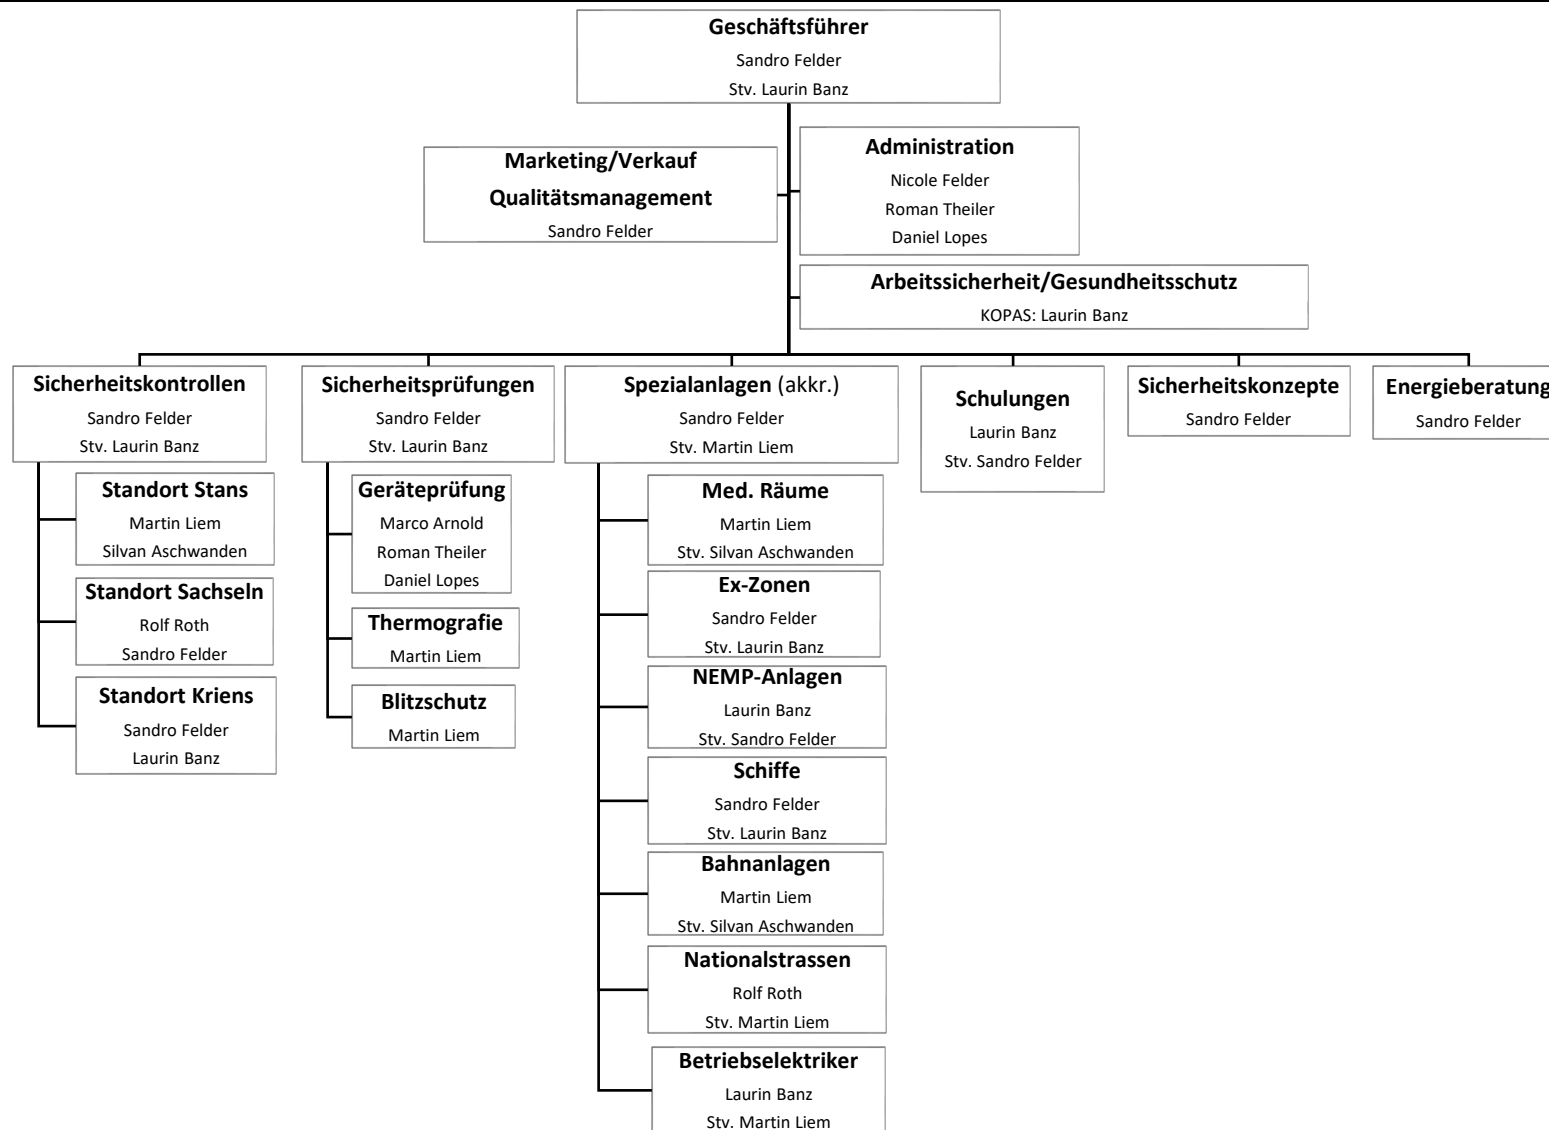 Geschäftsführer
Sandro Felder
Stv. Laurin Banz
Marketing/Verkauf
Qualitätsmanagement
Sandro Felder
Administration
Nicole Felder
Roman Theiler
Daniel Lopes
Arbeitssicherheit/Gesundheitsschutz
KOPAS: Laurin Banz
Sicherheitskontrollen
Sandro Felder
Stv. Laurin Banz
Standort Stans
Martin Liem
Silvan Aschwanden
Standort Sachseln
Rolf Roth
Sandro Felder
Standort Kriens
Sandro Felder
Laurin Banz
Sicherheitsprüfungen
Sandro Felder
Stv. Laurin Banz
Geräteprüfung
Marco Arnold
Roman Theiler
Daniel Lopes
Thermografie
Martin Liem
Blitzschutz
Martin Liem
Spezialanlagen (akkr.)
Sandro Felder
Stv. Martin Liem
Med. Räume
Martin Liem
Stv. Silvan Aschwanden
Ex-Zonen
Sandro Felder
Stv. Laurin Banz
NEMP-Anlagen
Laurin Banz
Stv. Sandro Felder
Schiffe
Sandro Felder
Stv. Laurin Banz
Bahnanlagen
Martin Liem
Stv. Silvan Aschwanden
Nationalstrassen
Rolf Roth
Stv. Martin Liem
Betriebselektriker
Laurin Banz
Stv. Martin Liem
Schulungen
Laurin Banz
Stv. Sandro Felder
Sicherheitskonzepte
Sandro Felder
Energieberatung
Sandro Felder